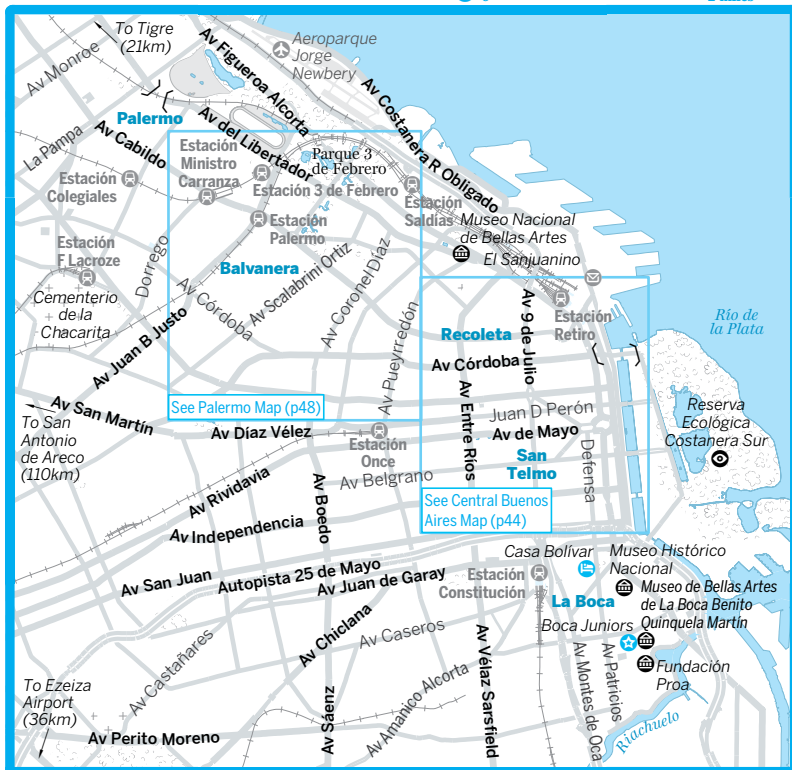 To Tigre
(21km)
Av Monroe
Av Figueroa Alcorta
Aeroparque
Jorge
Newbery
Av Costanera R Obligado
Palermo
Av del Libertador
La Pampa
Av Cabildo
Estación
Ministro
Carranza
Parque 3
de Febrero
Estación
Colegiales
Estación 3 de Febrero
Estación
Saldías
Estación
Palermo
Museo Nacional
de Bellas Artes
El Sanjuanino
Estación
F Lacroze
Dorrego
Balvanera
Av Scalabrini Ortiz
Av Coronel Díaz
Cementerio
de la
Chacarita
Av Córdoba
Av Pueyrredón
Av 9 de Julio
Estación
Retiro
Río de
la Plata
Recoleta
Av Juan B Justo
Av Córdoba
Av San Martín
See Palermo Map (p48)
Av Entre Ríos
Juan D Perón
To San
Antonio
de Areco
(110km)
Av Díaz Vélez
Av de Mayo
Reserva
Ecológica
Costanera Sur
Estación
Once
San
Telmo
Defensa
Av Rividavia
Av Boedo
Av Belgrano
See Central Buenos
Aires Map (p44)
Av Independencia
Av San Juan
Autopista 25 de Mayo
Casa Bolívar
Museo Histórico
Nacional
Av Juan de Garay
Estación
Constitución
La Boca
Museo de Bellas Artes
de La Boca Benito
Quinquela Martín
Av Chiclana
Av Caseros
Boca Juniors
Av Castañares
Fundación
Proa
To Ezeiza
Airport
(36km)
Av Sáenz
Av Amanico Alcorta
Av Vélaz Sarsfield
Av Montes de Oca
Av Patricios
Riachuelo
Av Perito Moreno